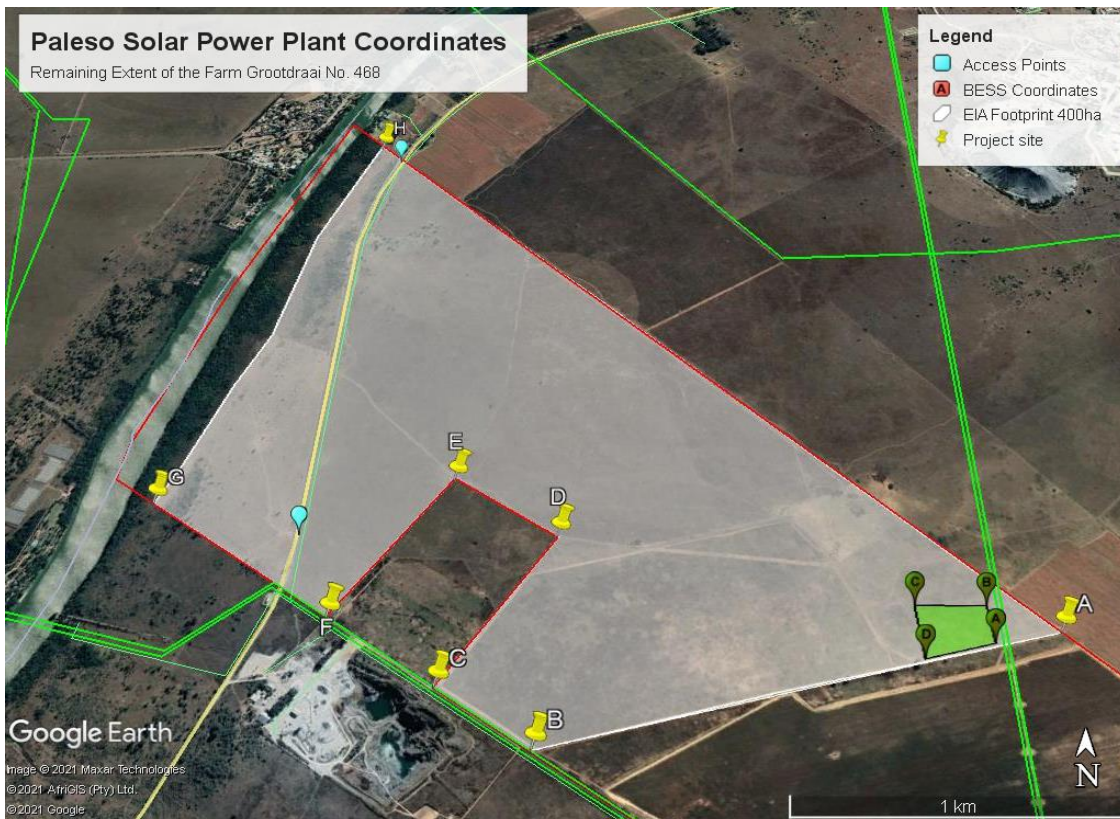 Paleso Solar Power Plant Coordinates
Remaining Extent of the Farm Grootdraai No. 468
Legend
Access Points
A BESS Coordinates
EIA Footprint 400ha
Project site
H
G
E
D
C
B
A
A
D
F
C
B
Google Earth
Image © 2021 Maxar Technologies
© 2021 AfriGIS (Pty) Ltd.
© 2021 Google
N
1 km